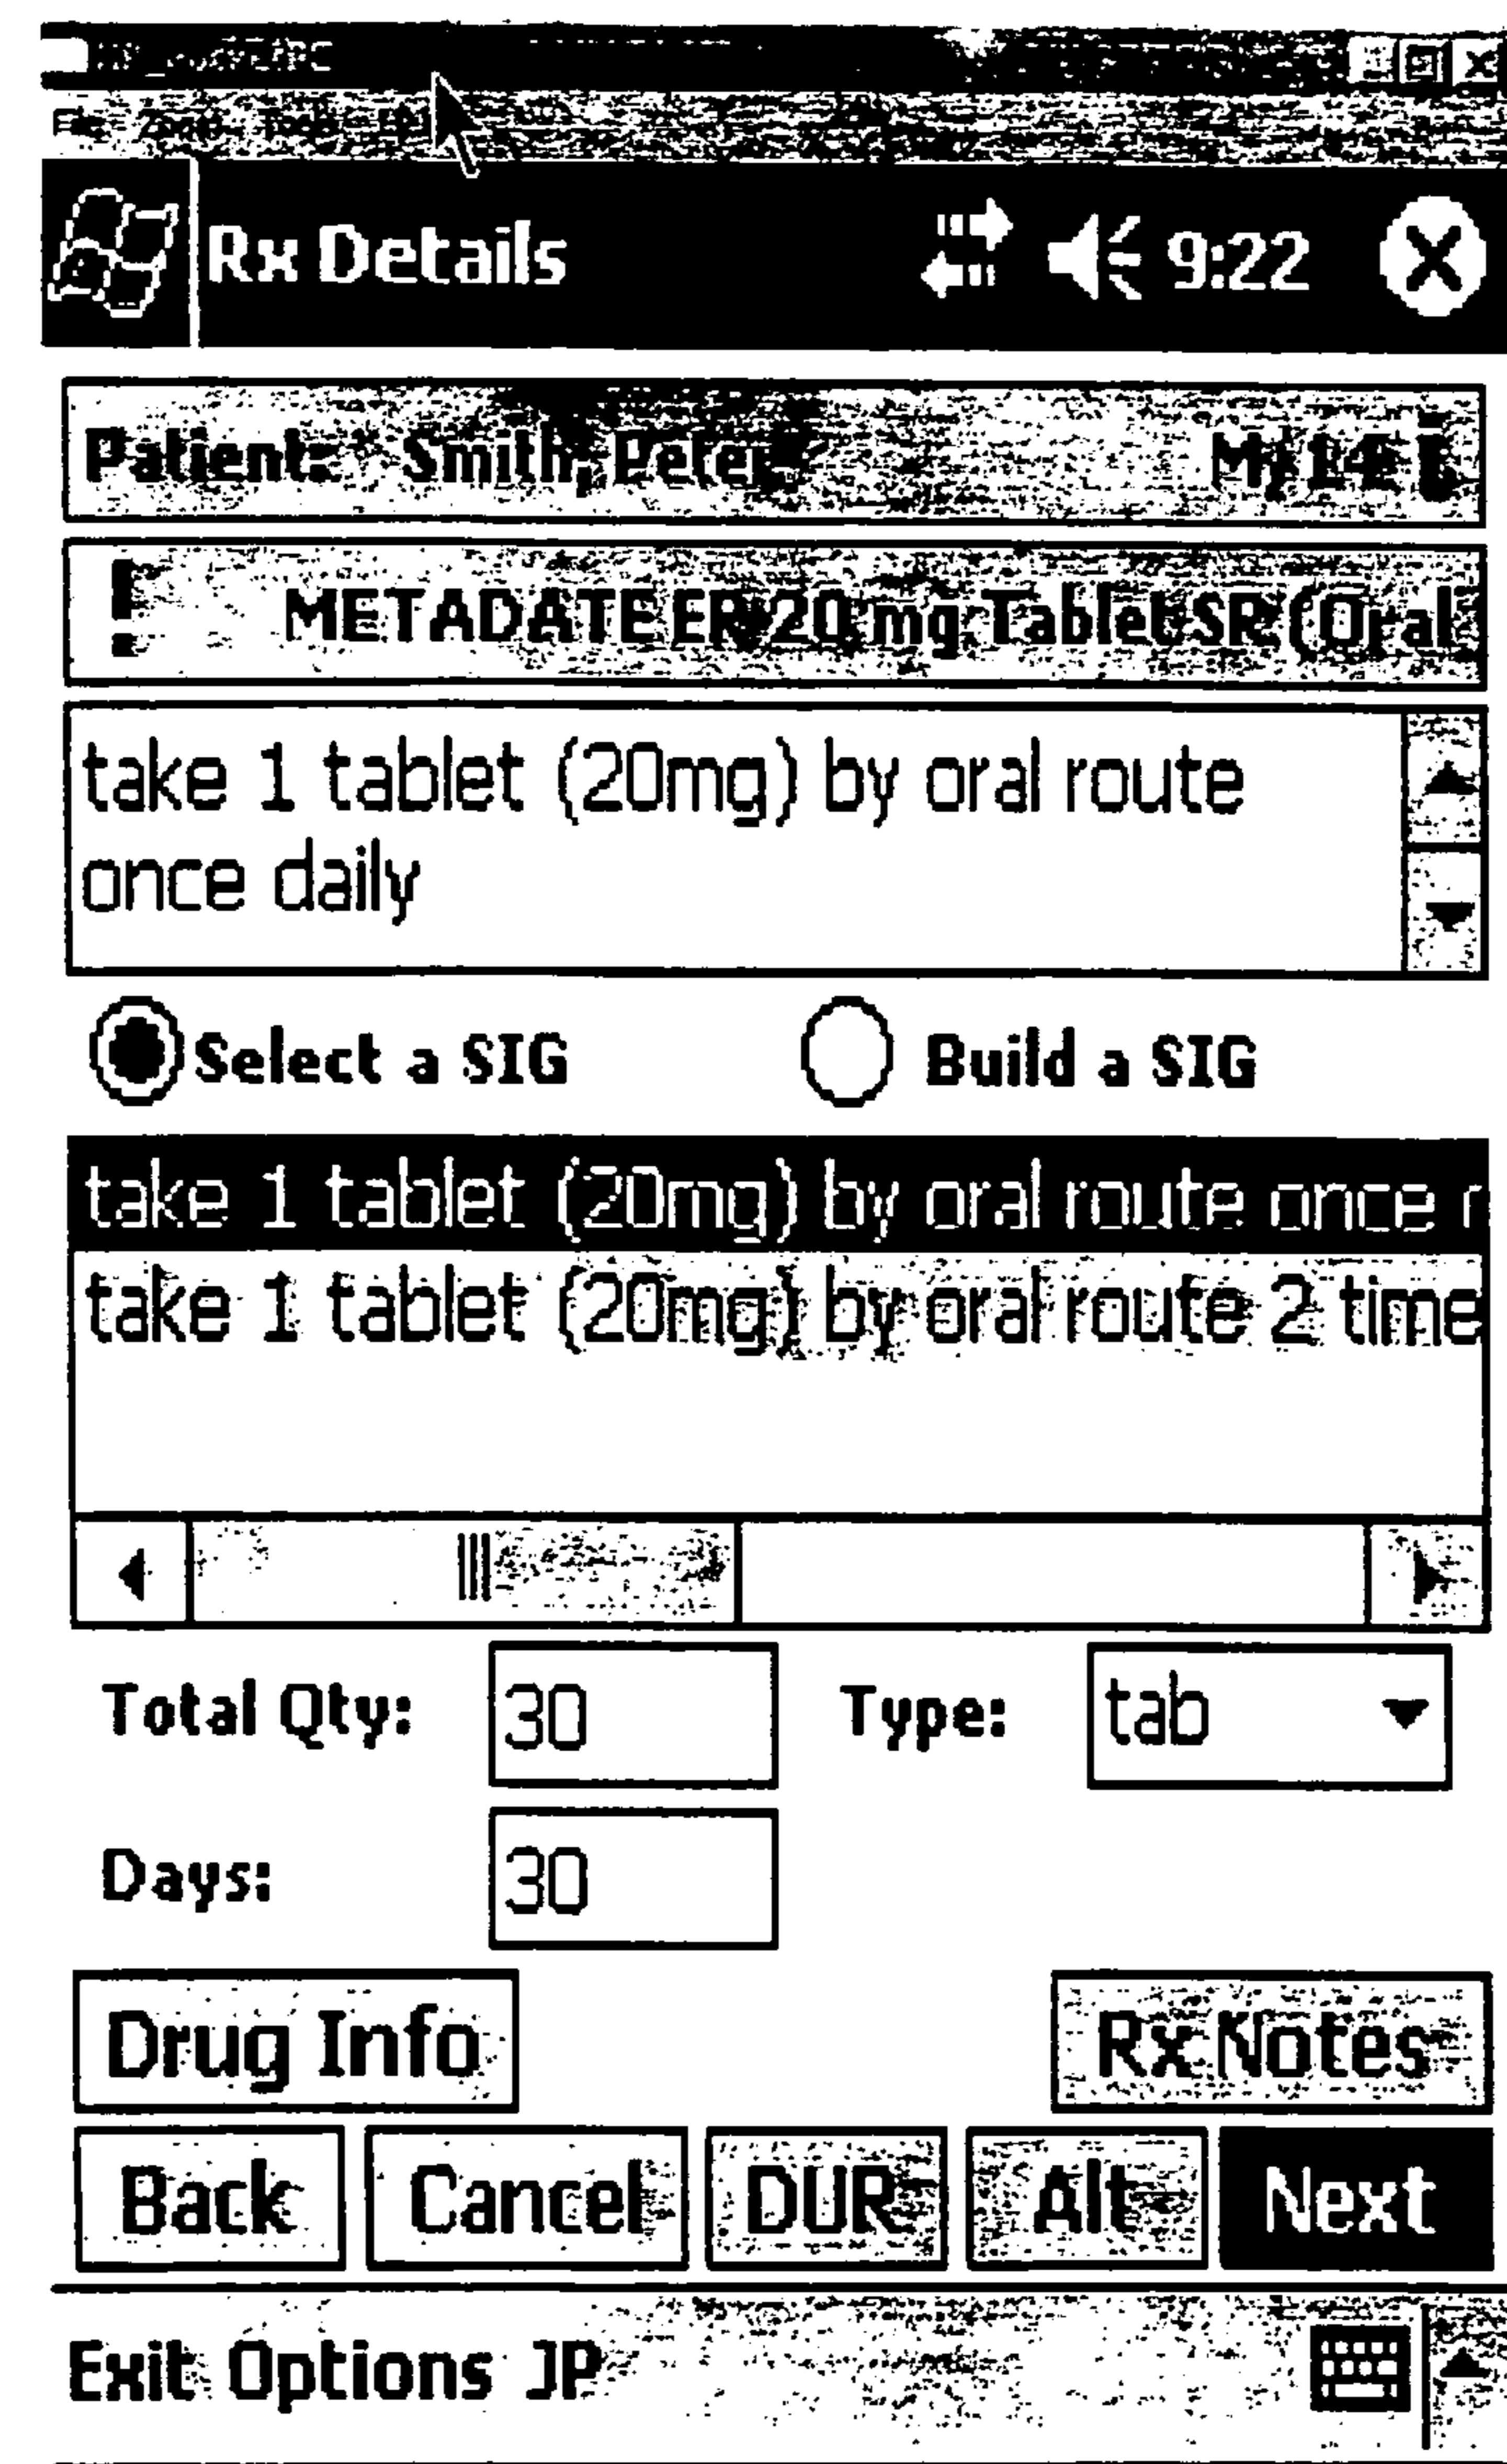 Rx Details 9:22
Patient: Smith, Peter M/14 i
! METADATE ER 20 mg Tablet SR (Oral
take 1 tablet (20mg) by oral route
once daily
Select a SIG Build a SIG
take 1 tablet (20mg) by oral route once
take 1 tablet (20mg) by oral route 2 time
Total Qty: 30 Type: tab
Days: 30
Drug Info Rx Notes
Back Cancel DUR Alt Next
Exit Options JP